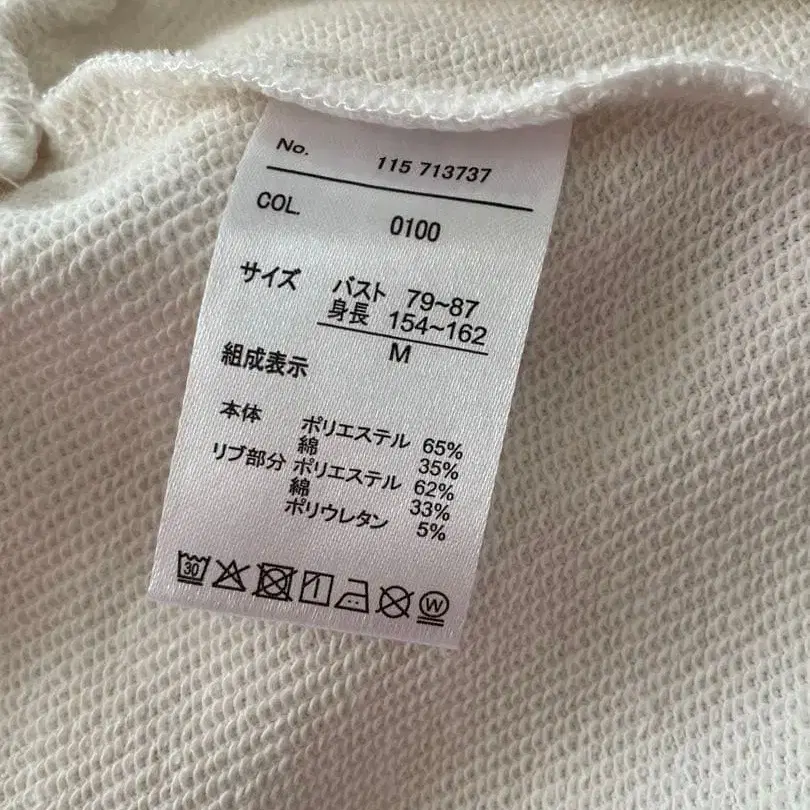 No. 115 713737
COL. 0100
サイズ バスト 79~87
身長 154~162
M
組成表示
本体 ポリエステル 65%
綿 35%
リブ部分 ポリエステル 62%
綿 33%
ポリウレタン 5%
30
W